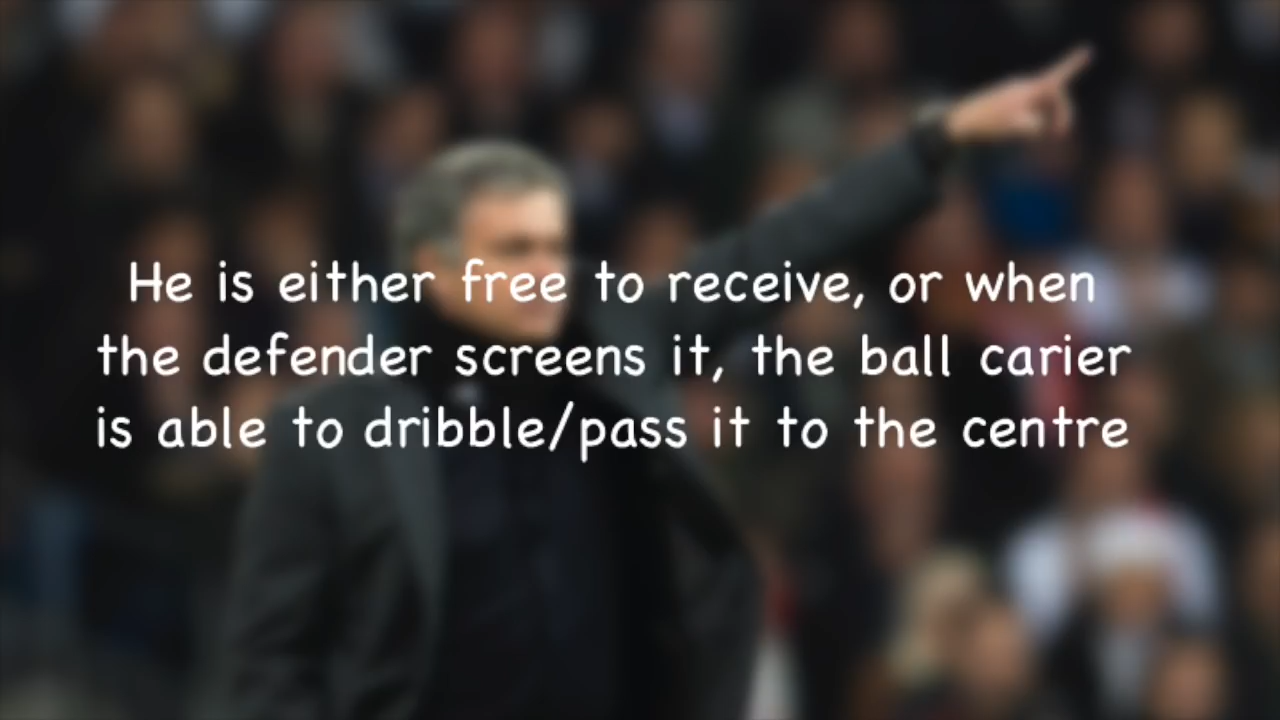 He is either free to receive, or when
the defender screens it, the ball carier
is able to dribble/pass it to the centre